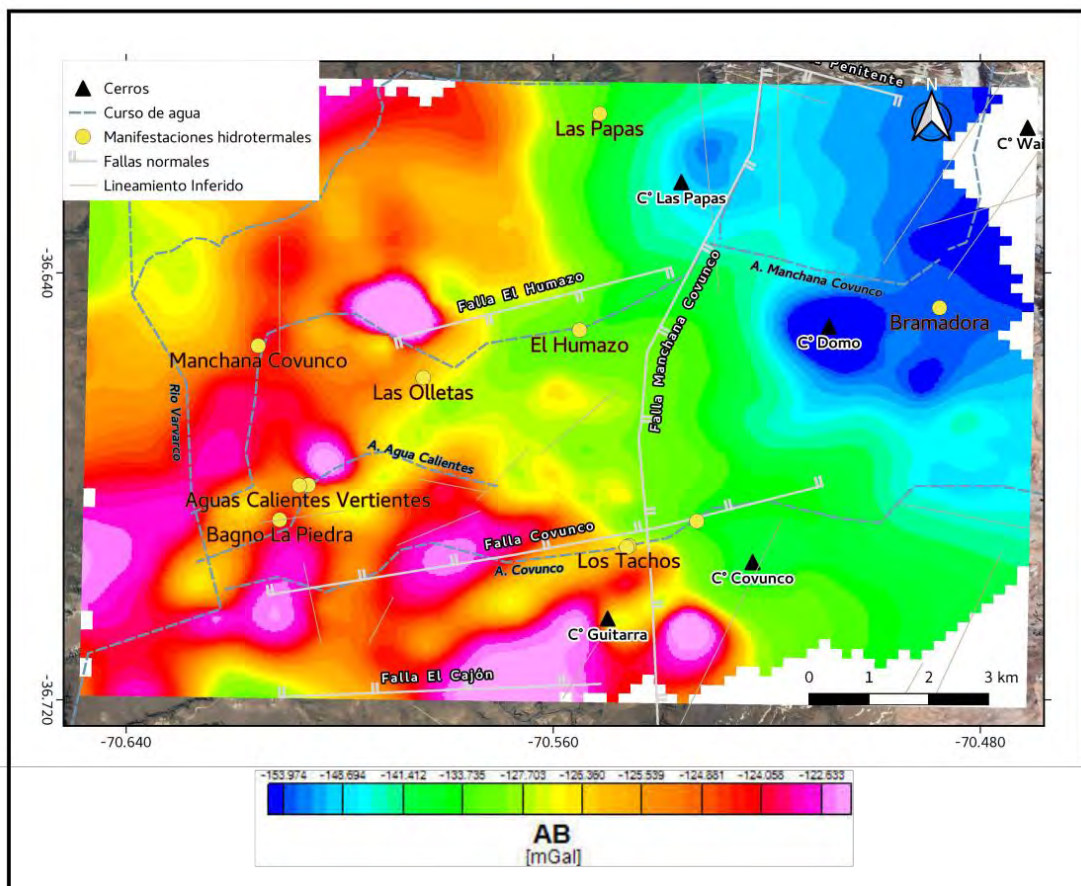 Cerros
Curso de agua
Manifestaciones hidrotermales
Fallas normales
Lineamiento Inferido
Penitente
N
Las Papas
C° Wai
C° Las Papas
A. Manchana Covunco
Falla El Humazo
Falla Manchana Covunco
Bramadora
C° Domo
El Humazo
Manchana Covunco
Las Olletas
Río Varvarco
A. Agua Calientes
Aguas Calientes Vertientes
Bagno La Piedra
Falla Covunco
A. Covunco
Los Tachos
C° Covunco
C° Guitarra
Falla El Cajón
0 1 2 3 km
-36.640
-36.720
-70.640 -70.560 -70.480
-153.974 -148.694 -141.412 -133.735 -127.703 -126.360 -125.539 -124.881 -124.058 -122.533
AB
[mGal]